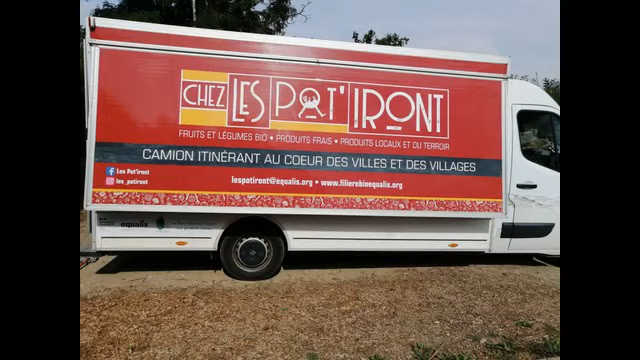 CHEZ LES POT'IRONT
FRUITS ET LÉGUMES BIO • PRODUITS FRAIS • PRODUITS LOCAUX ET DU TERROIR
CAMION ITINÉRANT AU COEUR DES VILLES ET DES VILLAGES
Les Pot'iront
les_potiront
lespotiront@equalis.org • www.filierebioequalis.org
equalis